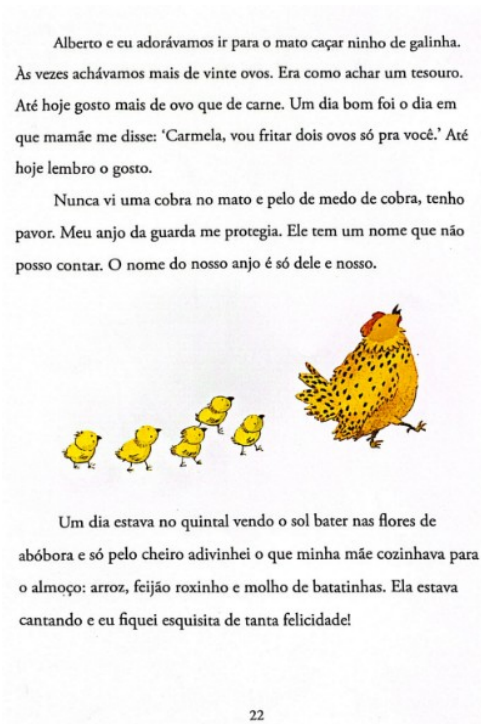 Alberto e eu adorávamos ir para o mato caçar ninho de galinha.
Às vezes achávamos mais de vinte ovos. Era como achar um tesouro.
Até hoje gosto mais de ovo que de carne. Um dia bom foi o dia em
que mamãe me disse: ‘Carmela, vou fritar dois ovos só pra você.’ Até
hoje lembro o gosto.
Nunca vi uma cobra no mato e pelo de medo de cobra, tenho
pavor. Meu anjo da guarda me protegia. Ele tem um nome que não
posso contar. O nome do nosso anjo é só dele e nosso.
Um dia estava no quintal vendo o sol bater nas flores de
abóbora e só pelo cheiro adivinhei o que minha mãe cozinhava para
o almoço: arroz, feijão roxinho e molho de batatinhas. Ela estava
cantando e eu fiquei esquisita de tanta felicidade!
22